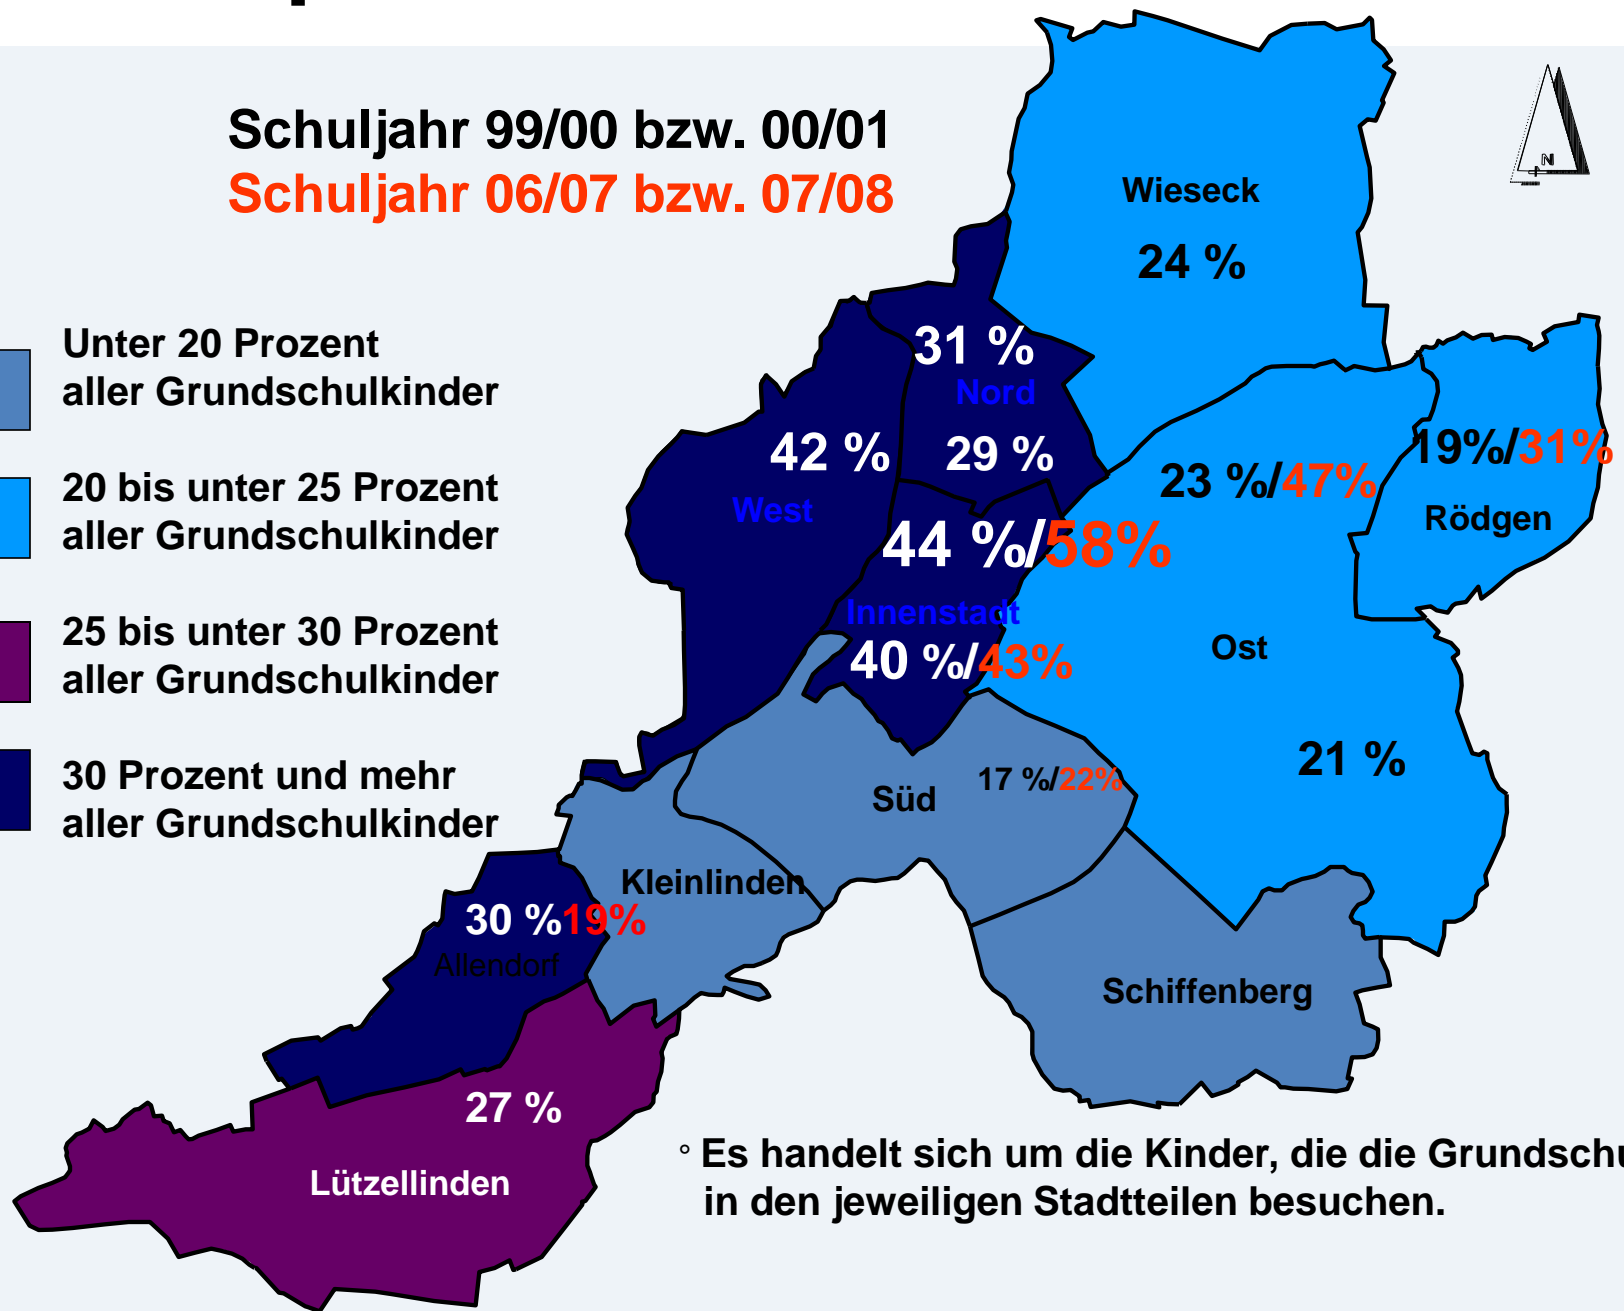 Schuljahr 99/00 bzw. 00/01
Schuljahr 06/07 bzw. 07/08
N
Wieseck
24 %
Unter 20 Prozent
aller Grundschulkinder
20 bis unter 25 Prozent
aller Grundschulkinder
25 bis unter 30 Prozent
aller Grundschulkinder
30 Prozent und mehr
aller Grundschulkinder
31 %
Nord
29 %
42 %
West
19%/31%
Rödgen
23 %/47%
44 %/58%
Innenstadt
40 %/43%
Ost
21 %
Süd
17 %/22%
Kleinlinden
30 %19%
Allendorf
Schiffenberg
27 %
Lützellinden
° Es handelt sich um die Kinder, die die
in den jeweiligen Stadtteilen besuchen.